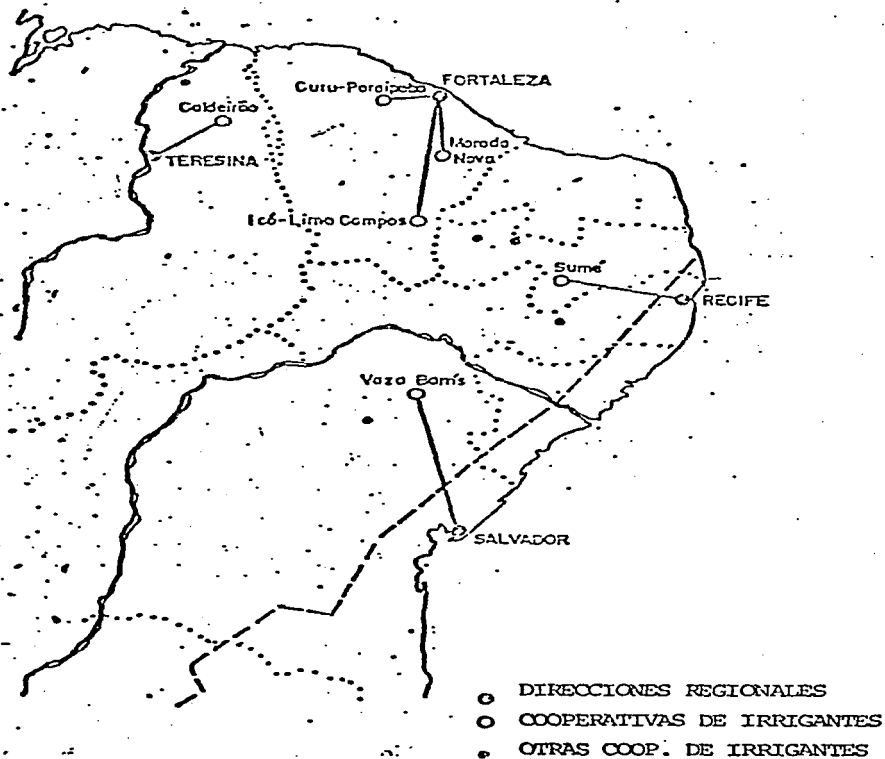 FORTALEZA
Curu-Paraipaba
Caldeirão
Morada
Nova
TERESINA
Icó-Lima Campos
Sumé
RECIFE
Vaza Barris
SALVADOR
DIRECCIONES REGIONALES
COOPERATIVAS DE IRRIGANTES
OTRAS COOP. DE IRRIGANTES